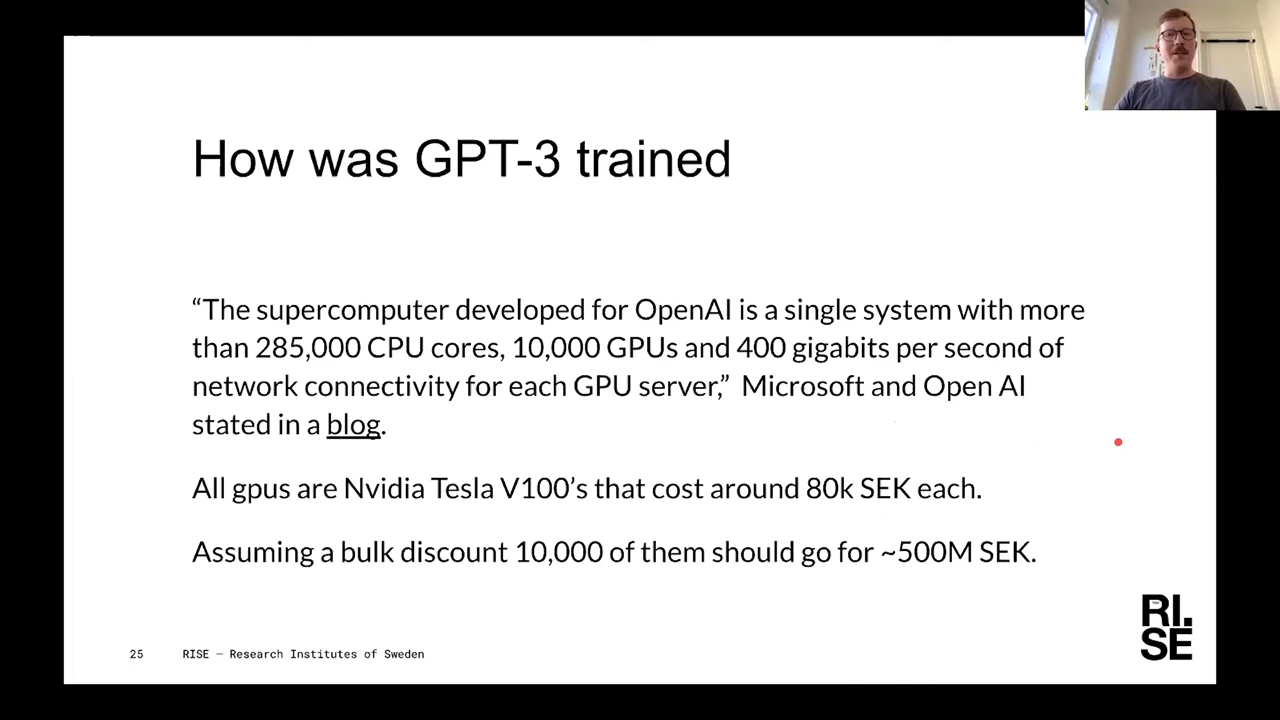 How was GPT-3 trained
“The supercomputer developed for OpenAI is a single system with more
than 285,000 CPU cores, 10,000 GPUs and 400 gigabits per second of
network connectivity for each GPU server,”  Microsoft and Open AI
stated in a blog.
All gpus are Nvidia Tesla V100’s that cost around 80k SEK each.
Assuming a bulk discount 10,000 of them should go for ~500M SEK.
RI.
SE
25 RISE — Research Institutes of Sweden